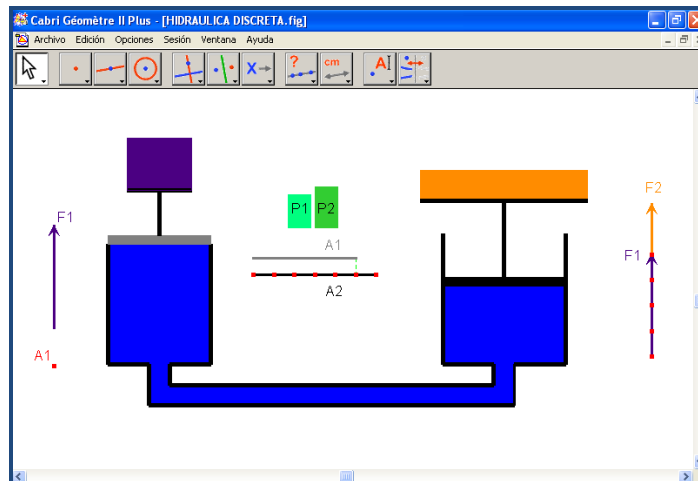 Cabri Géomètre II Plus - [HIDRAULICA DISCRETA.fig]
Archivo Edición Opciones Sesión Ventana Ayuda
? cm A
F1
A1
P1 P2
A1
A2
F2
F1